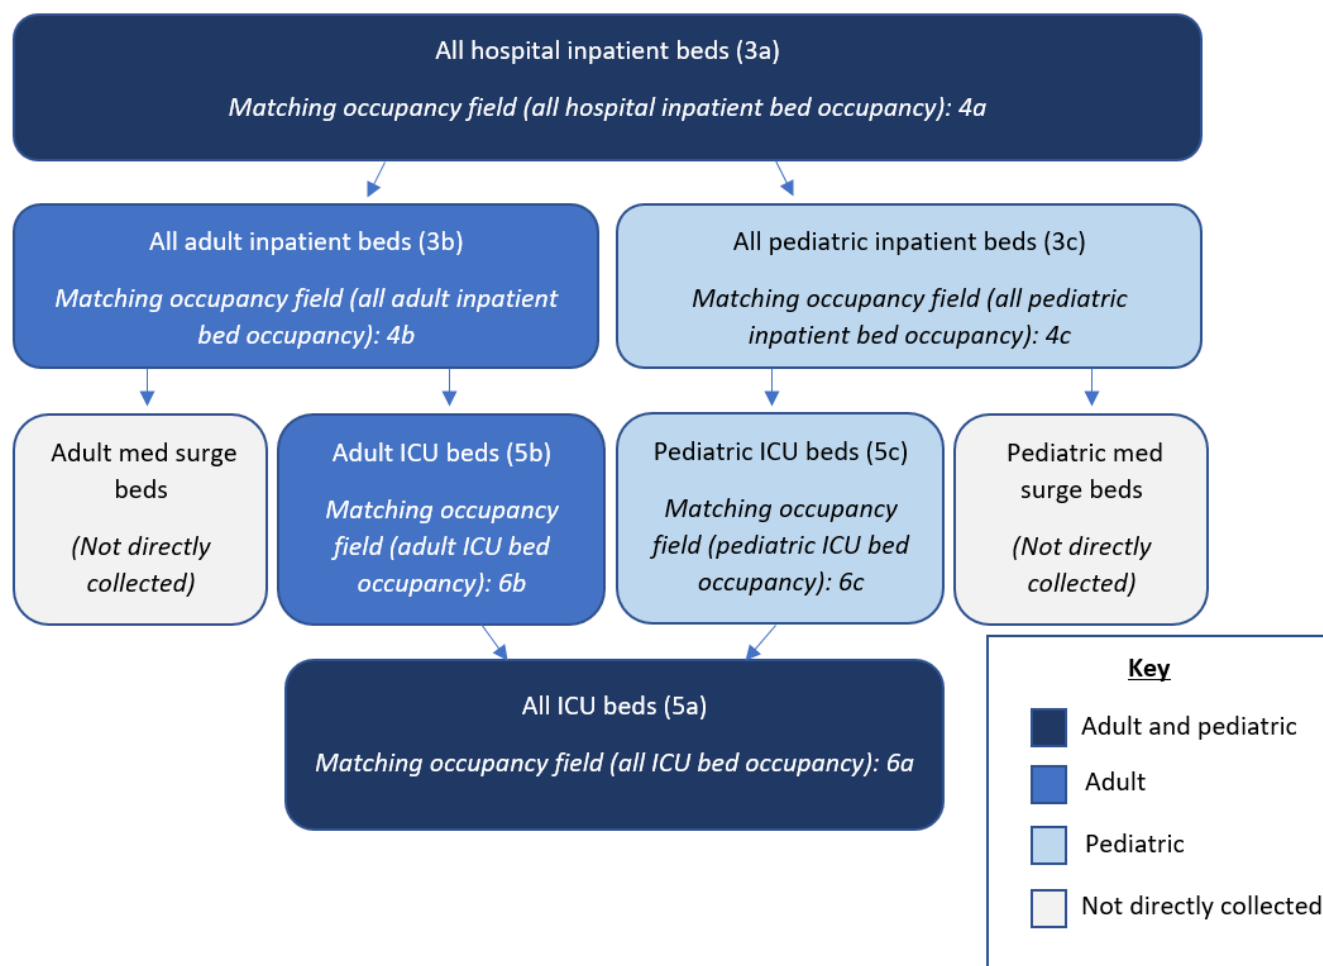 All hospital inpatient beds (3a)
Matching occupancy field (all hospital inpatient bed occupancy): 4a
All adult inpatient beds (3b)
Matching occupancy field (all adult inpatient
bed occupancy): 4b
All pediatric inpatient beds (3c)
Matching occupancy field (all pediatric
inpatient bed occupancy): 4c
Adult med surge
beds
(Not directly
collected)
Adult ICU beds (5b)
Matching occupancy
field (adult ICU bed
occupancy): 6b
Pediatric ICU beds (5c)
Matching occupancy
field (pediatric ICU bed
occupancy): 6c
Pediatric med
surge beds
(Not directly
collected)
All ICU beds (5a)
Matching occupancy field (all ICU bed occupancy): 6a
Key
Adult and pediatric
Adult
Pediatric
Not directly collected